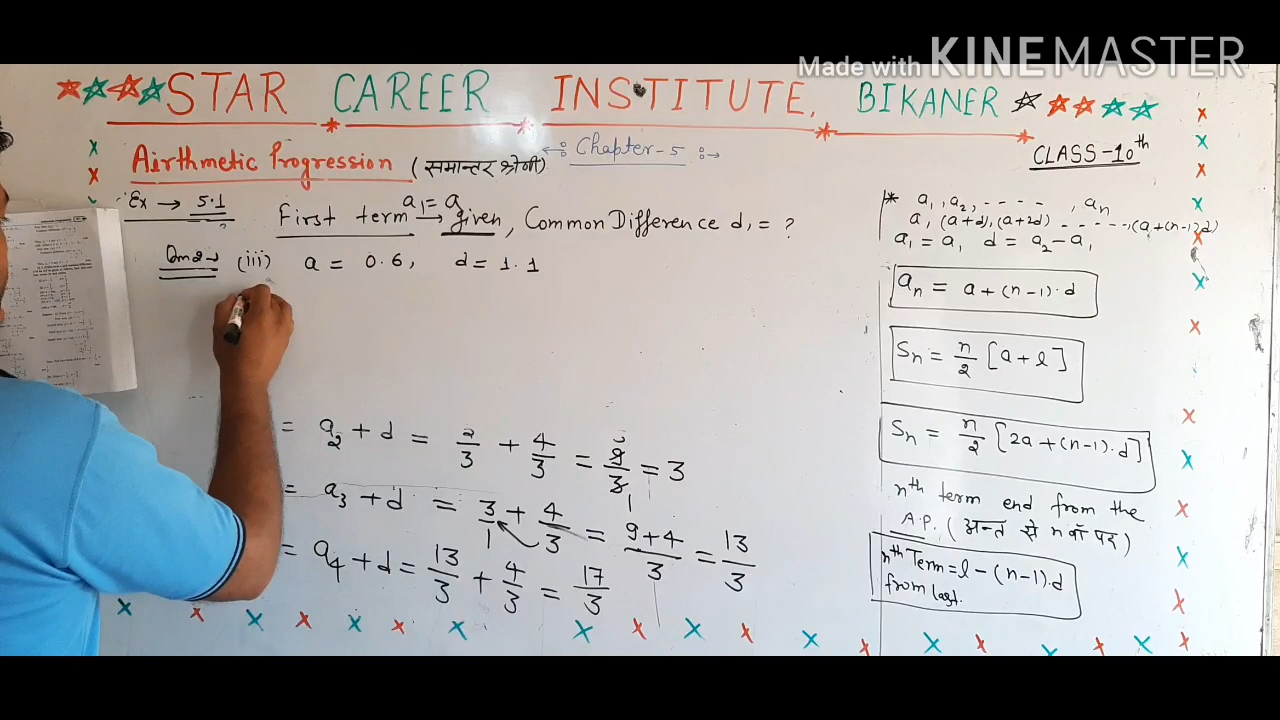 Made with KINEMASTER
STAR CAREER INSTITUTE, BIKANER
Chapter-5
CLASS-10th
Airthmetic Progression (समान्तर श्रेणी)
Ex → 5.1
a₁ = a
First term → given, Common Difference d, = ?
(iii) a = 0.6, d = 1.1
= a₂ + d = 2/3 + 4/3 = 9/3 = 3
= a₃ + d = 3/1 + 4/3 = 9+4/3 = 13/3
= a₄ + d = 13/3 + 4/3 = 17/3
* a₁, a₂, - - - - , aₙ
a, (a+d), (a+2d) - - - - - -, (a+(n-1)d)
a₁ = a, d = a₂ - a₁
aₙ = a + (n-1)·d
Sₙ = n/2 [a + l]
Sₙ = n/2 [2a + (n-1)·d]
nth term end from the
A.P. (अन्त से n वाँ पद)
nth Term = l - (n-1)·d
from last.